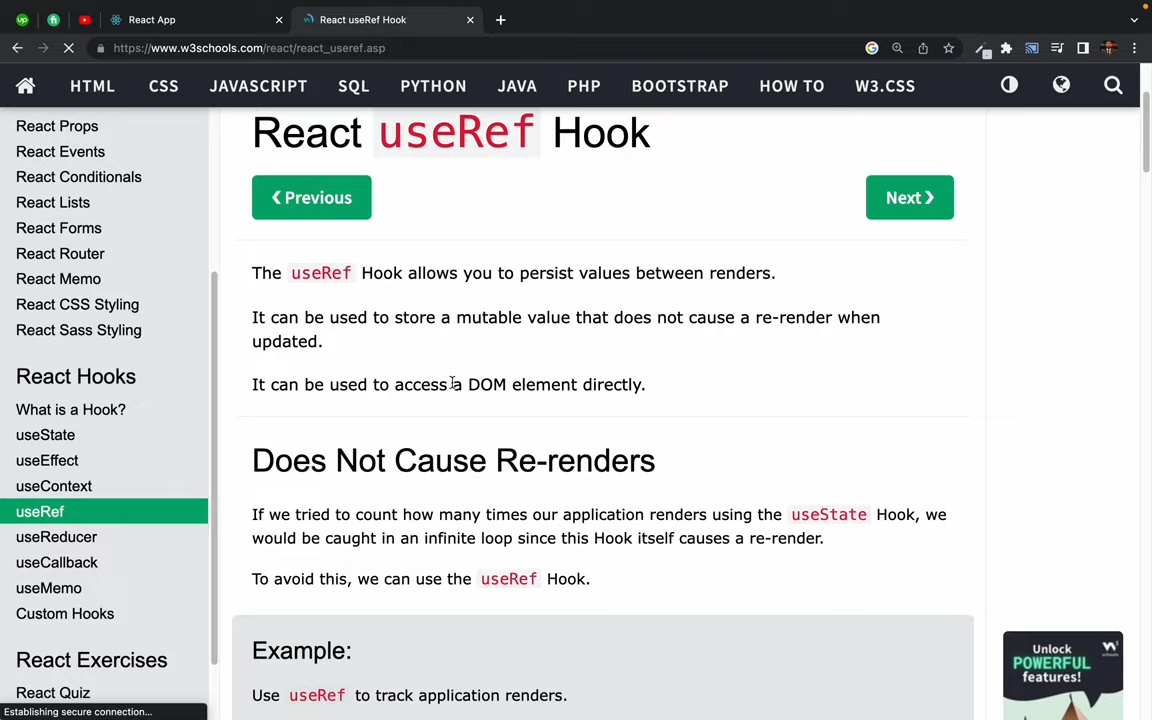 React App
React useRef Hook
https://www.w3schools.com/react/react_useref.asp
HTML CSS JAVASCRIPT SQL PYTHON JAVA PHP BOOTSTRAP HOW TO W3.CSS
React Props
React Events
React Conditionals
React Lists
React Forms
React Router
React Memo
React CSS Styling
React Sass Styling
React Hooks
What is a Hook?
useState
useEffect
useContext
useRef
useReducer
useCallback
useMemo
Custom Hooks
React Exercises
React Quiz
Establishing secure connection...
React useRef Hook
❮ Previous
Next ❯
The useRef Hook allows you to persist values between renders.
It can be used to store a mutable value that does not cause a re-render when
updated.
It can be used to access a DOM element directly.
Does Not Cause Re-renders
If we tried to count how many times our application renders using the useState Hook, we
would be caught in an infinite loop since this Hook itself causes a re-render.
To avoid this, we can use the useRef Hook.
Example:
Use useRef to track application renders.
Unlock
POWERFUL
features!